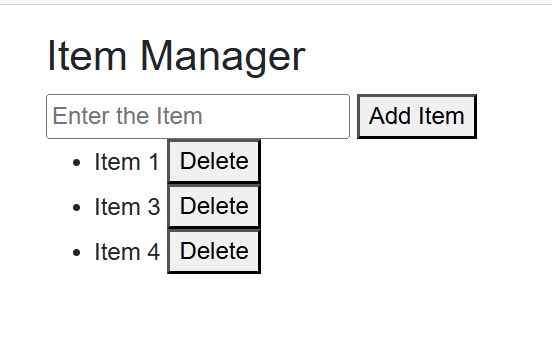 Item Manager
Enter the Item Add Item
Item 1 Delete
Item 3 Delete
Item 4 Delete